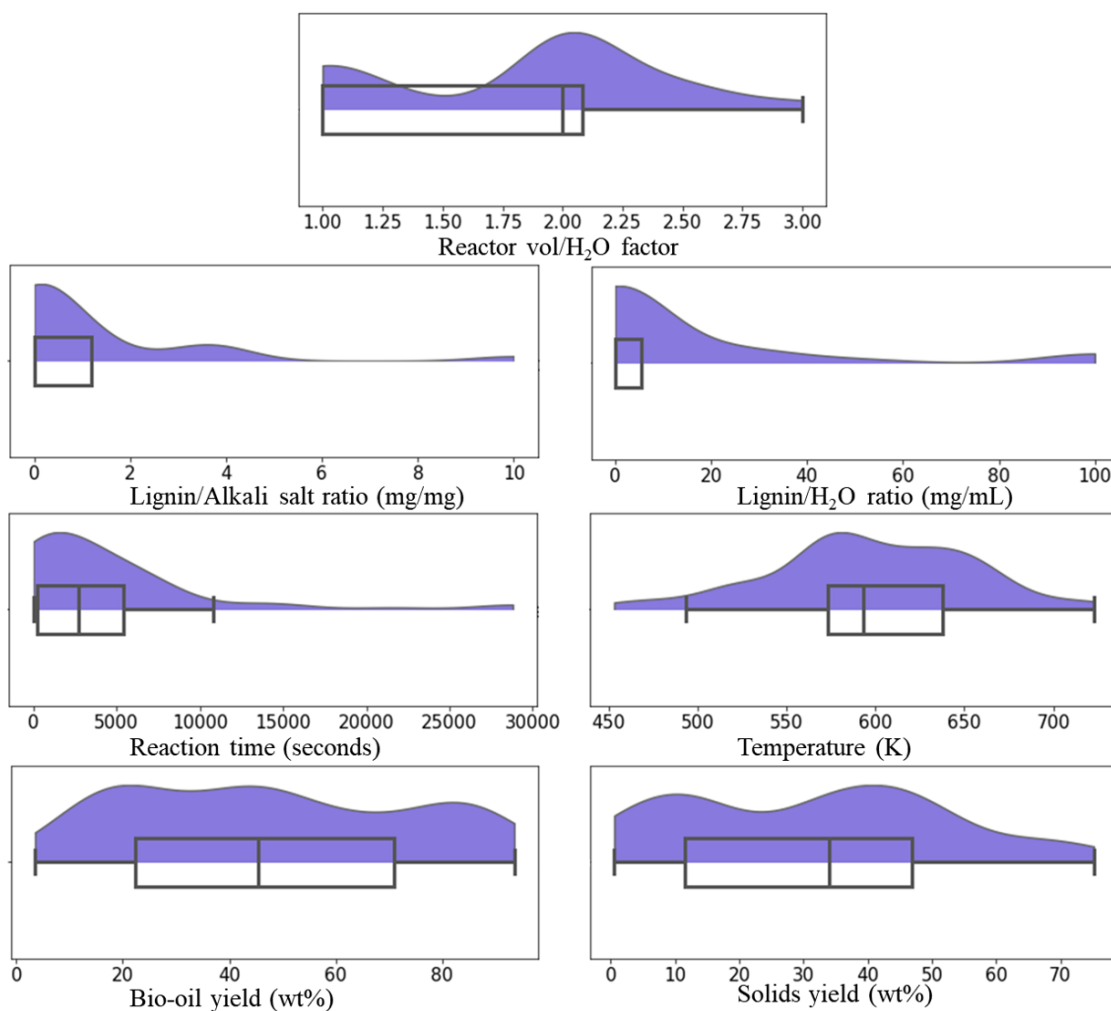 1.00 1.25 1.50 1.75 2.00 2.25 2.50 2.75 3.00
Reactor vol/H₂O factor
0 2 4 6 8 10
Lignin/Alkali salt ratio (mg/mg)
0 20 40 60 80 100
Lignin/H₂O ratio (mg/mL)
0 5000 10000 15000 20000 25000 30000
Reaction time (seconds)
450 500 550 600 650 700
Temperature (K)
0 20 40 60 80
Bio-oil yield (wt%)
0 10 20 30 40 50 60 70
Solids yield (wt%)